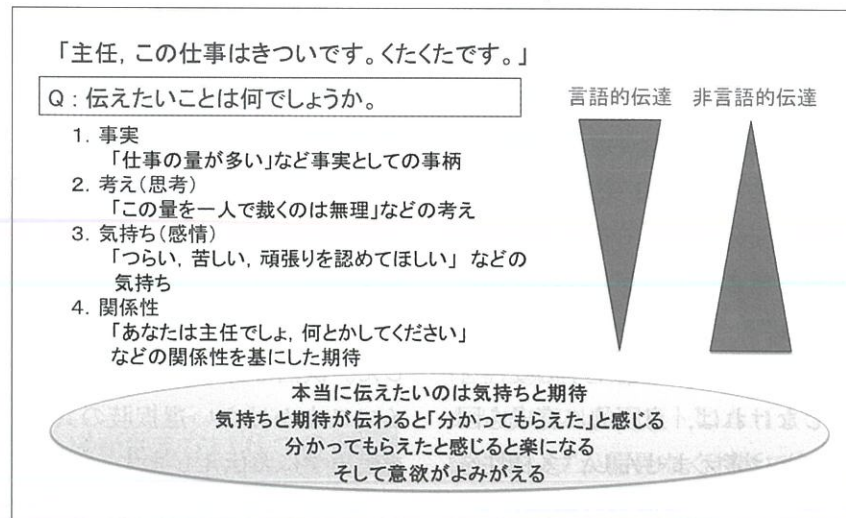 「主任，この仕事はきついです。くたくたです。」
Q：伝えたいことは何でしょうか。
言語的伝達 非言語的伝達
1．事実
「仕事の量が多い」など事実としての事柄
2．考え（思考）
「この量を一人で裁くのは無理」などの考え
3．気持ち（感情）
「つらい，苦しい，頑張りを認めてほしい」 などの
気持ち
4．関係性
「あなたは主任でしょ，何とかしてください」
などの関係性を基にした期待
本当に伝えたいのは気持ちと期待
気持ちと期待が伝わると「分かってもらえた」と感じる
分かってもらえたと感じると楽になる
そして意欲がよみがえる